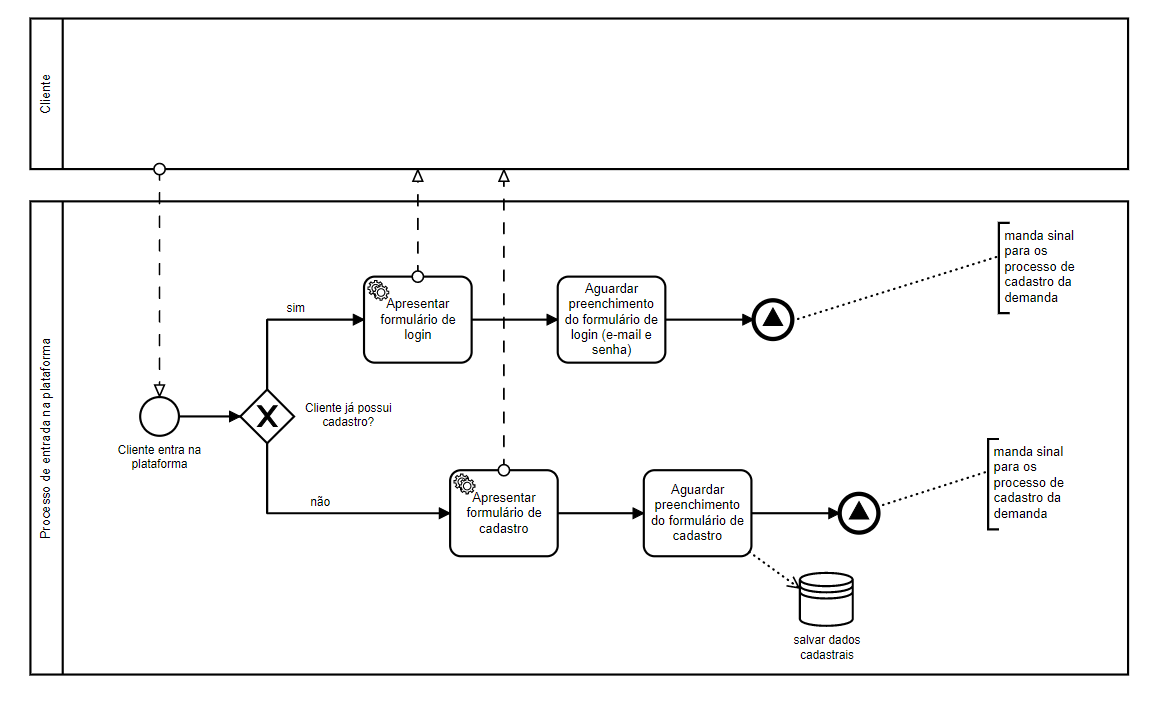 Cliente
Processo de entrada na plataforma
manda sinal
para os
processo de
cadastro da
demanda
sim
Apresentar
formulário de
login
Aguardar
preenchimento
do formulário de
login (e-mail e
senha)
Cliente já possui
cadastro?
Cliente entra na
plataforma
não
Apresentar
formulário de
cadastro
Aguardar
preenchimento
do formulário de
cadastro
manda sinal
para os
processo de
cadastro da
demanda
salvar dados
cadastrais